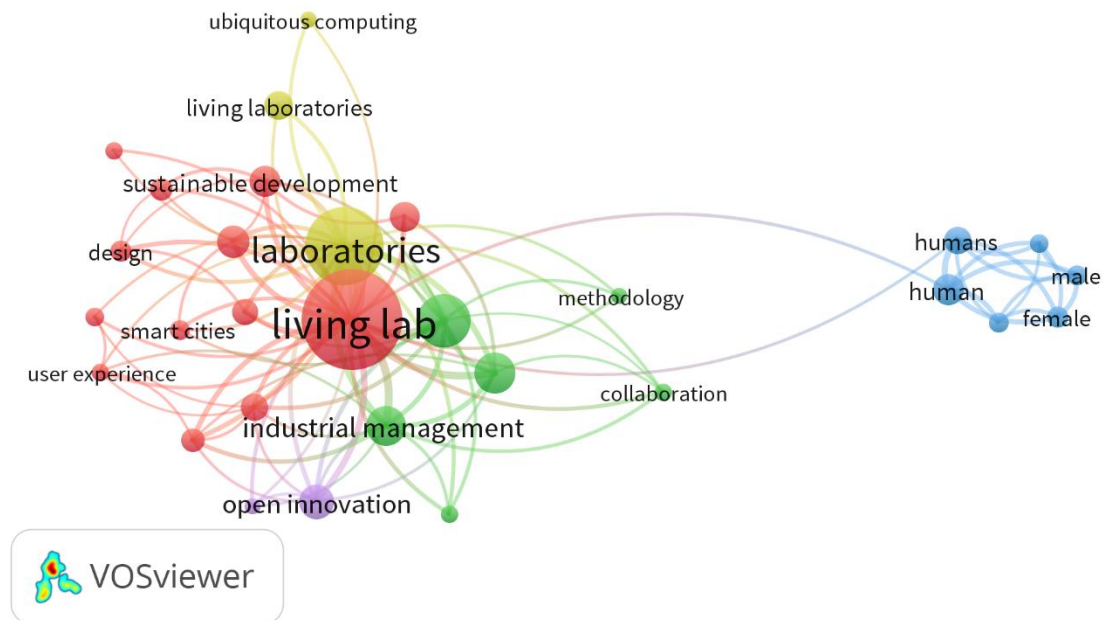 ubiquitous computing
living laboratories
sustainable development
design
laboratories
humans
human
male
female
methodology
living lab
smart cities
user experience
collaboration
industrial management
open innovation
VOSviewer